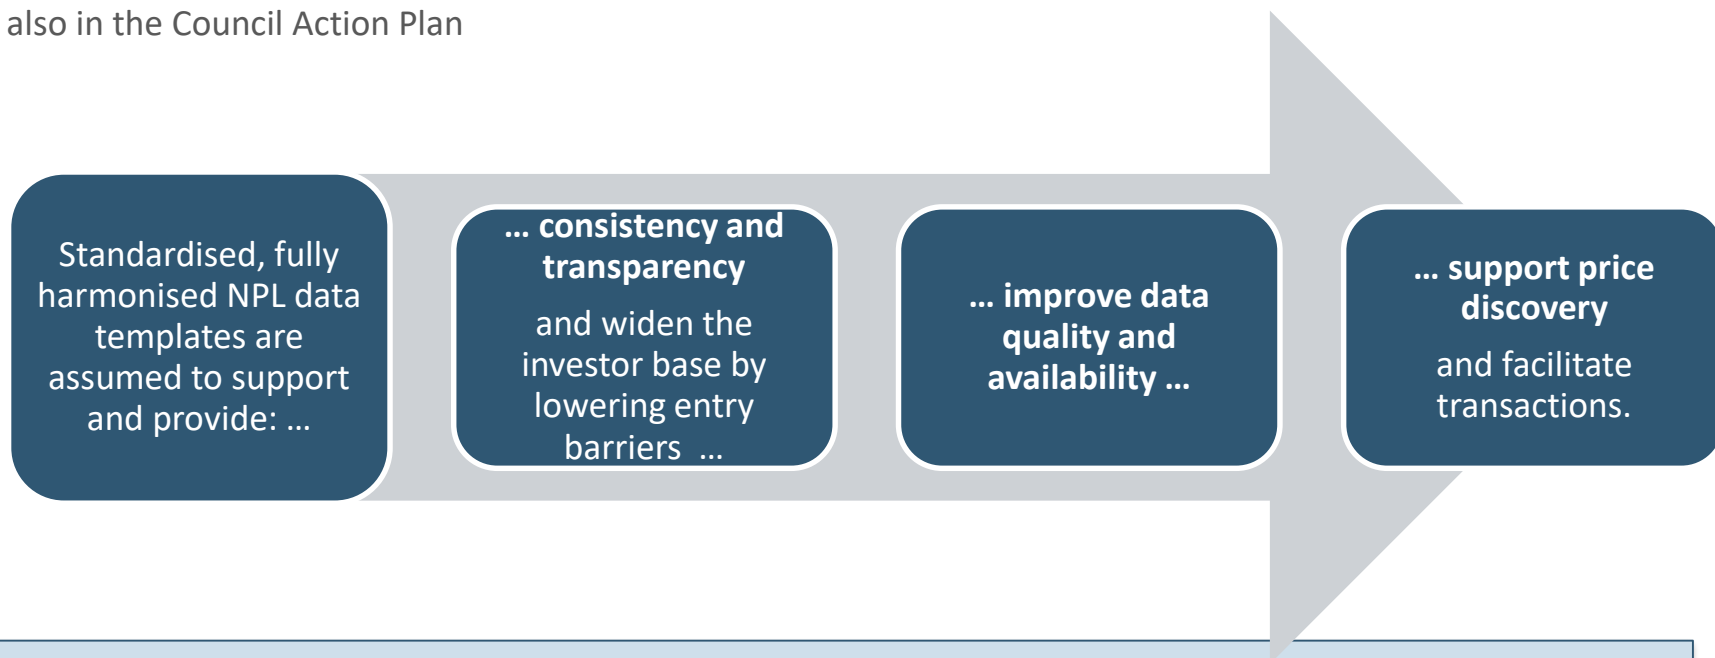 also in the Council Action Plan
Standardised, fully
harmonised NPL data
templates are
assumed to support
and provide: ...
... consistency and
transparency
and widen the
investor base by
lowering entry
barriers  ...
... improve data
quality and
availability ...
... support price
discovery
and facilitate
transactions.